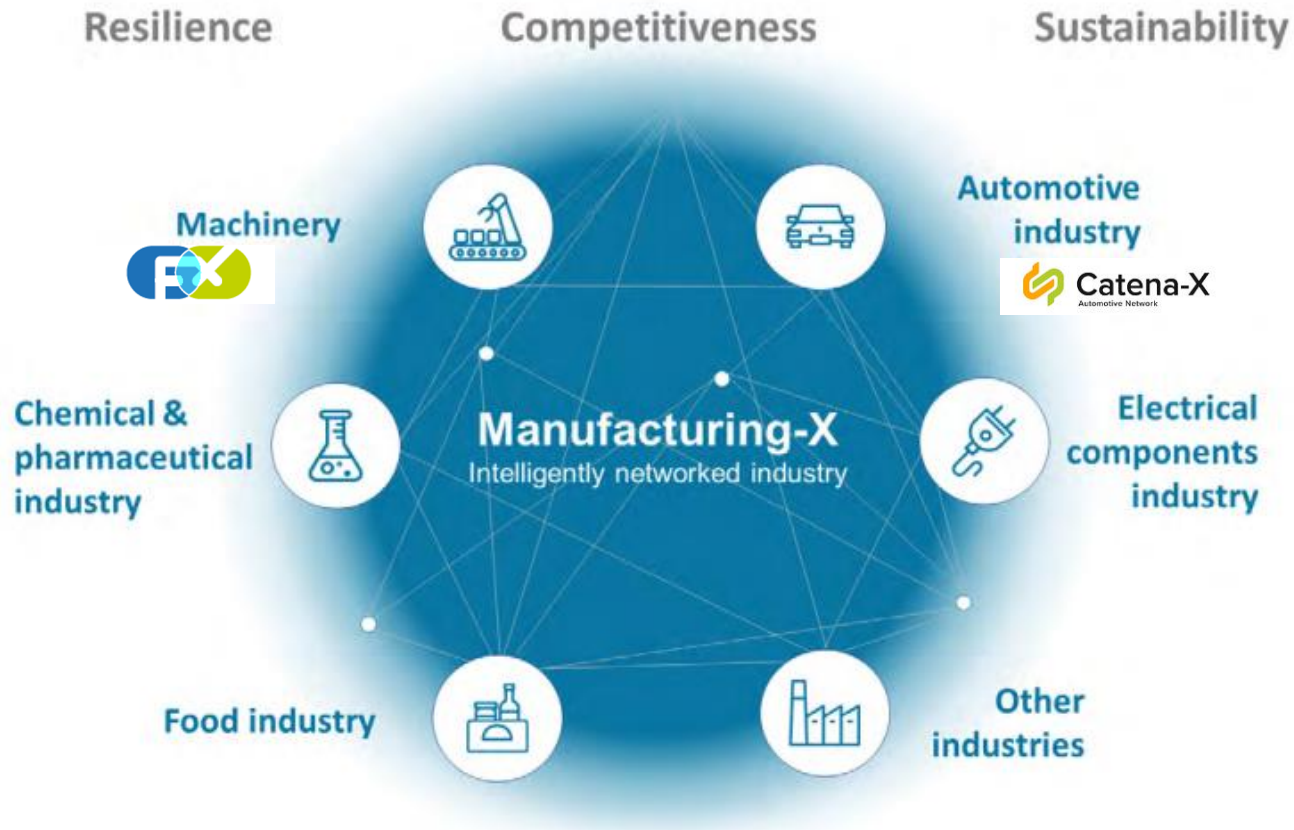 Resilience
Competitiveness
Sustainability
Machinery
FX
Automotive
industry
Catena-X
Automotive Network
Chemical &
pharmaceutical
industry
Manufacturing-X
Intelligently networked industry
Electrical
components
industry
Food industry
Other
industries